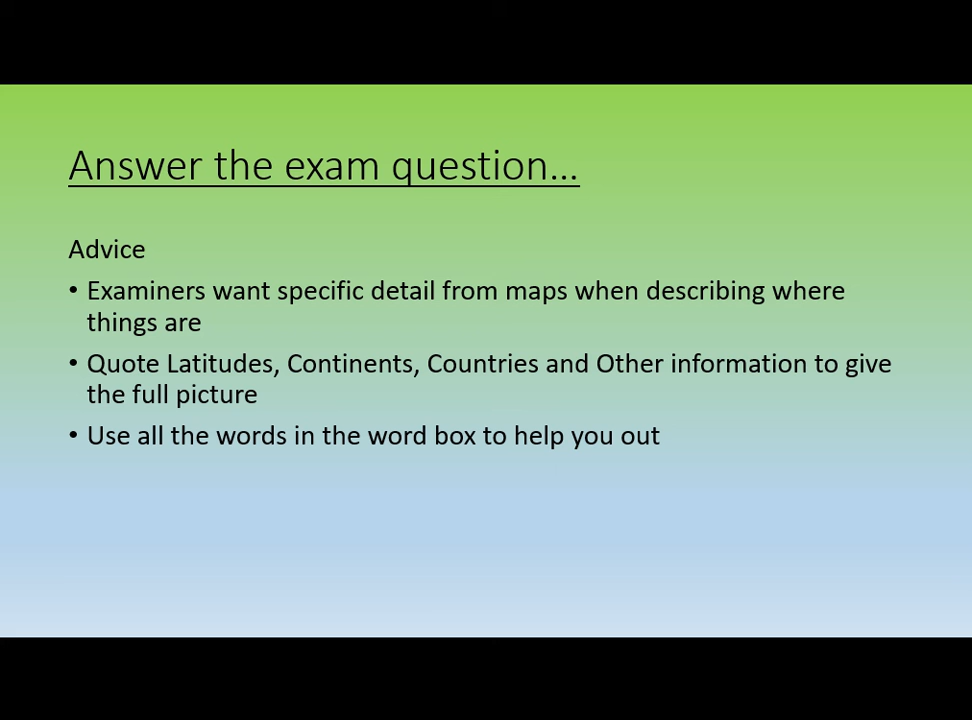 Answer the exam question...
Advice
• Examiners want specific detail from maps when describing where
things are
• Quote Latitudes, Continents, Countries and Other information to give
the full picture
• Use all the words in the word box to help you out